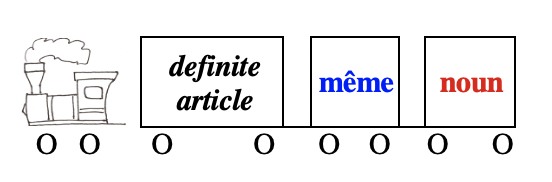 definite
article
même
noun
O O O O O O O O